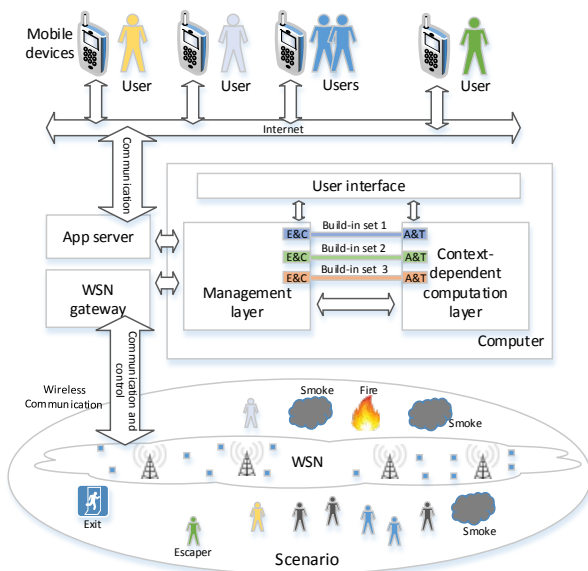 Mobile
devices
User
User
Users
User
Internet
Communication
User interface
App server
E&C
Build-in set 1
A&T
E&C
Build-in set 2
A&T
E&C
Build-in set 3
A&T
Context-
dependent
computation
layer
WSN
gateway
Management
layer
Computer
Communication and
control
Wireless
Communication
Smoke
Fire
Smoke
WSN
Exit
Smoke
Escaper
Scenario